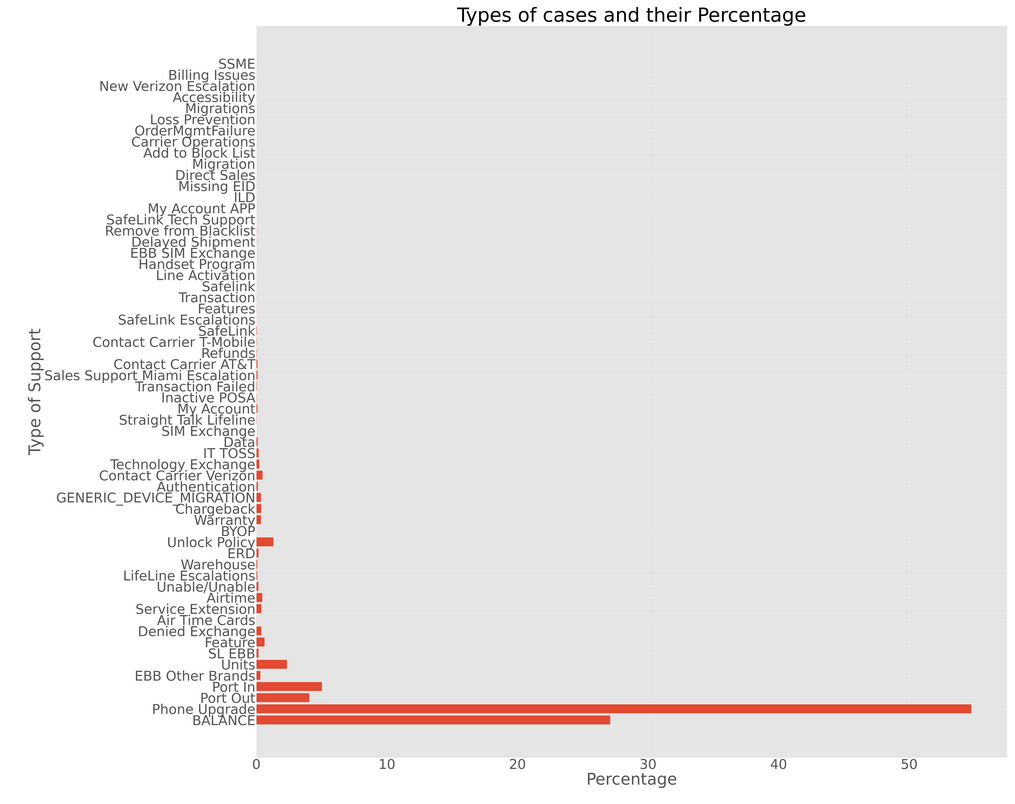 Types of cases and their Percentage
Type of Support
SSME
Billing Issues
New Verizon Escalation
Accessibility
Migrations
Loss Prevention
OrderMgmtFailure
Carrier Operations
Add to Block List
Migration
Direct Sales
Missing EID
ILD
My Account APP
SafeLink Tech Support
Remove from Blacklist
Delayed Shipment
EBB SIM Exchange
Handset Program
Line Activation
Safelink
Transaction
Features
SafeLink Escalations
SafeLink
Contact Carrier T-Mobile
Refunds
Contact Carrier AT&T
Sales Support Miami Escalation
Transaction Failed
Inactive POSA
My Account
Straight Talk Lifeline
SIM Exchange
Data
IT TOSS
Technology Exchange
Contact Carrier Verizon
Authentication
GENERIC_DEVICE_MIGRATION
Chargeback
Warranty
BYOP
Unlock Policy
ERD
Warehouse
LifeLine Escalations
Unable/Unable
Airtime
Service Extension
Air Time Cards
Denied Exchange
Feature
SL EBB
Units
EBB Other Brands
Port In
Port Out
Phone Upgrade
BALANCE
0 10 20 30 40 50
Percentage